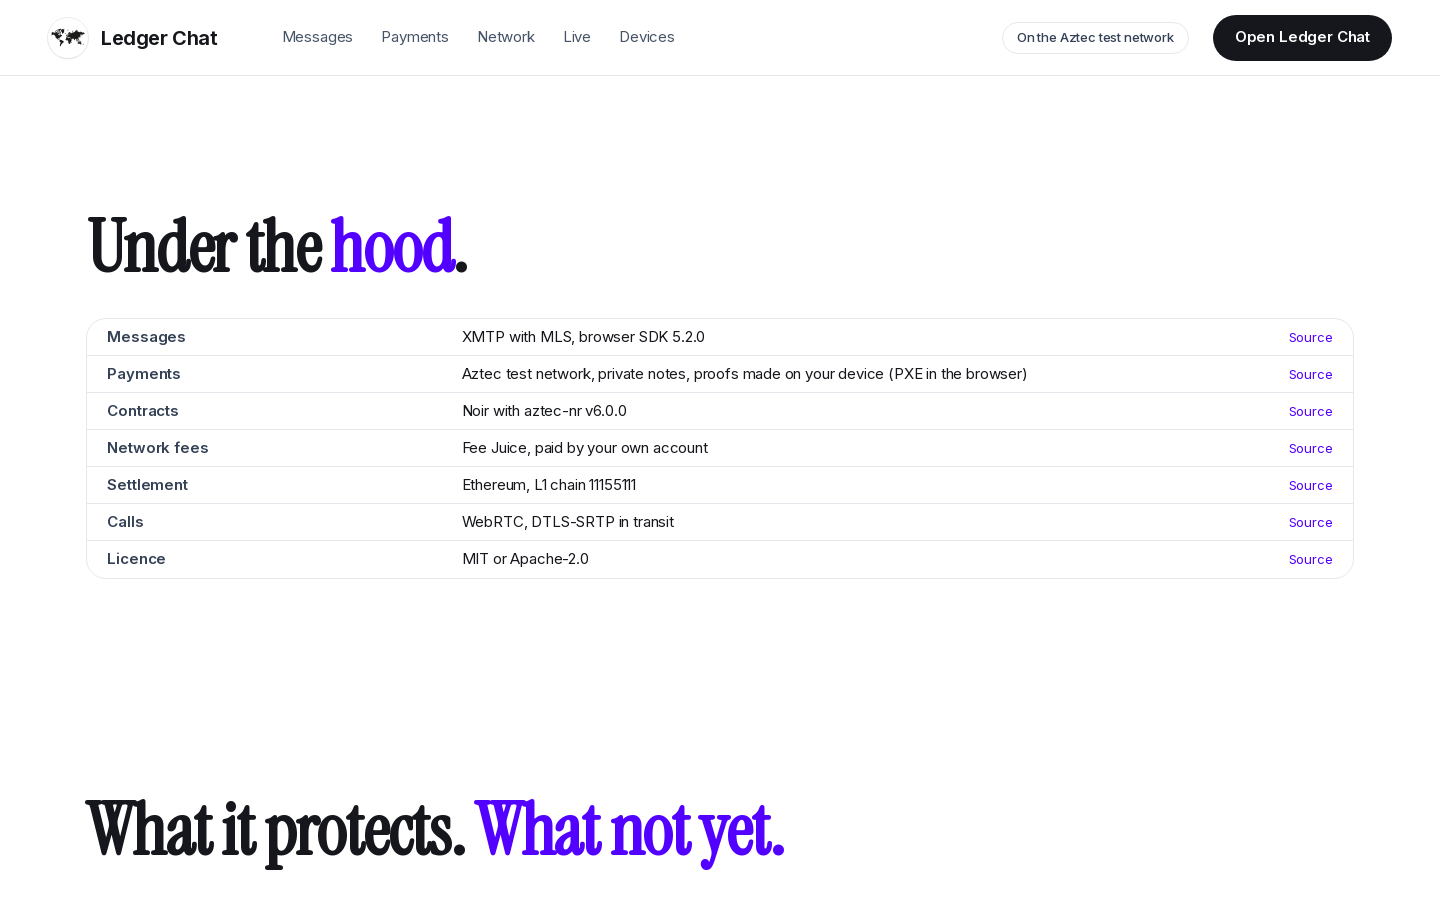 Ledger Chat
Messages
Payments
Network
Live
Devices
On the Aztec test network
Open Ledger Chat
Under the hood.
Messages XMTP with MLS, browser SDK 5.2.0 Source
Payments Aztec test network, private notes, proofs made on your device (PXE in the browser) Source
Contracts Noir with aztec-nr v6.0.0 Source
Network fees Fee Juice, paid by your own account Source
Settlement Ethereum, L1 chain 11155111 Source
Calls WebRTC, DTLS-SRTP in transit Source
Licence MIT or Apache-2.0 Source
What it protects. What not yet.